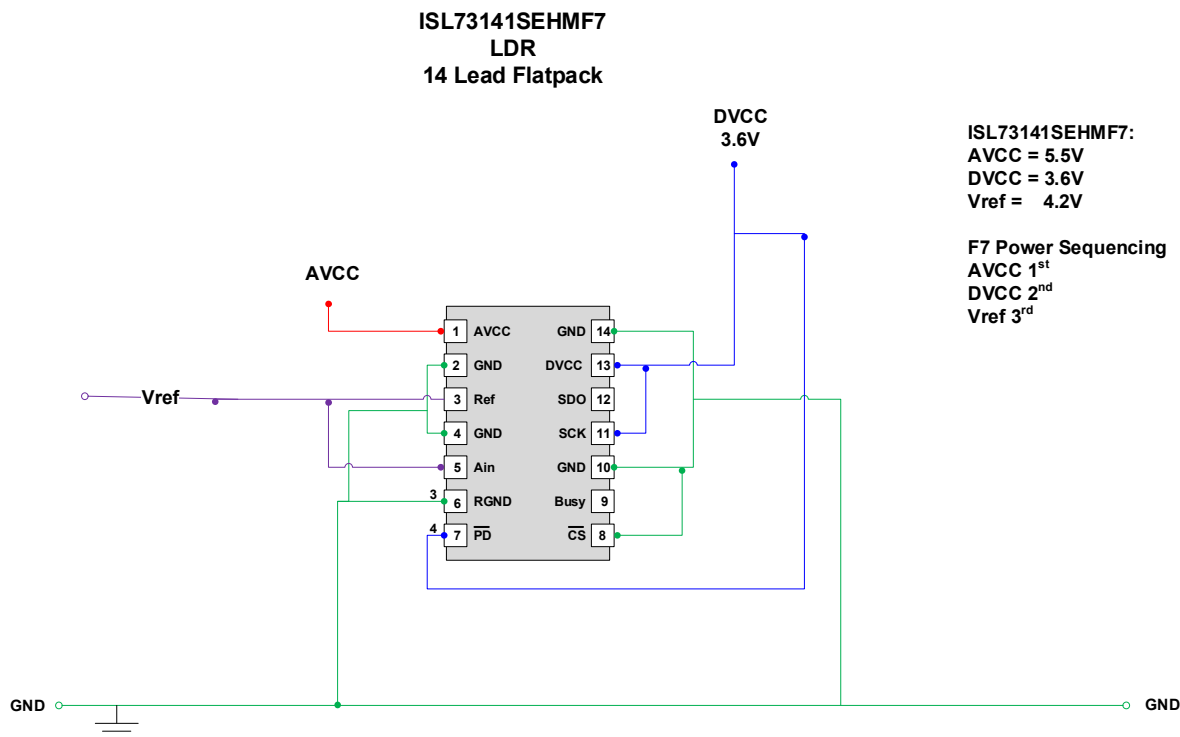 ISL73141SEHMF7
LDR
14 Lead Flatpack
DVCC
3.6V
ISL73141SEHMF7:
AVCC = 5.5V
DVCC = 3.6V
Vref = 4.2V
F7 Power Sequencing
AVCC 1st
DVCC 2nd
Vref 3rd
AVCC
1 AVCC GND 14
2 GND DVCC 13
Vref
3 Ref SDO 12
4 GND SCK 11
5 Ain GND 10
3 6 RGND Busy 9
4 7 PD CS 8
GND GND